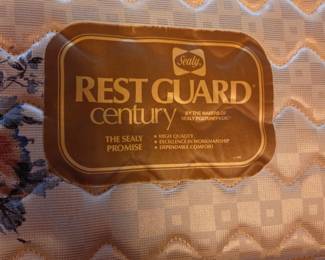 Sealy
REST GUARD
century
BY THE MAKERS OF
SEALY POSTUREPEDIC
THE SEALY
PROMISE
• HIGH QUALITY
• EXCELLENCE IN WORKMANSHIP
• DEPENDABLE COMFORT